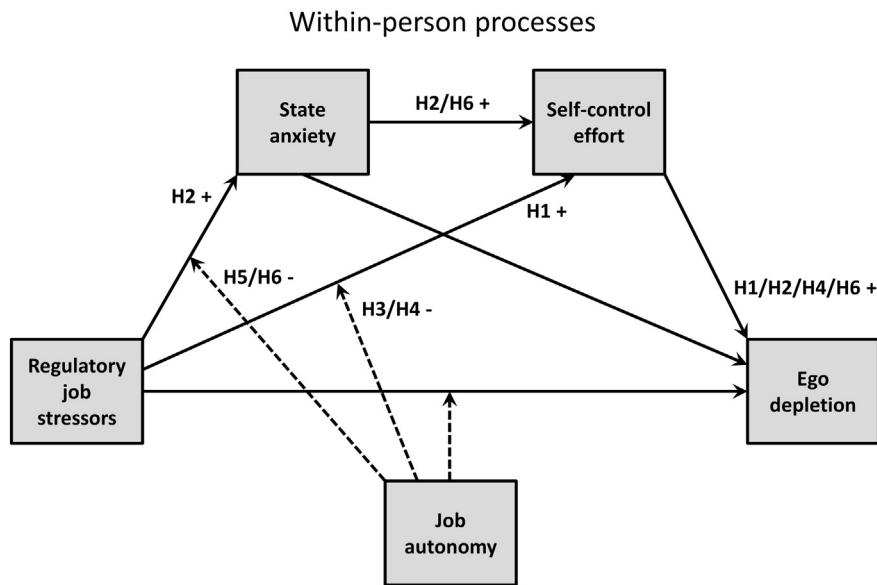 Within-person processes
State
anxiety
H2/H6 +
Self-control
effort
H2 +
H1 +
H5/H6 -
H3/H4 -
H1/H2/H4/H6 +
Regulatory
job
stressors
Ego
depletion
Job
autonomy